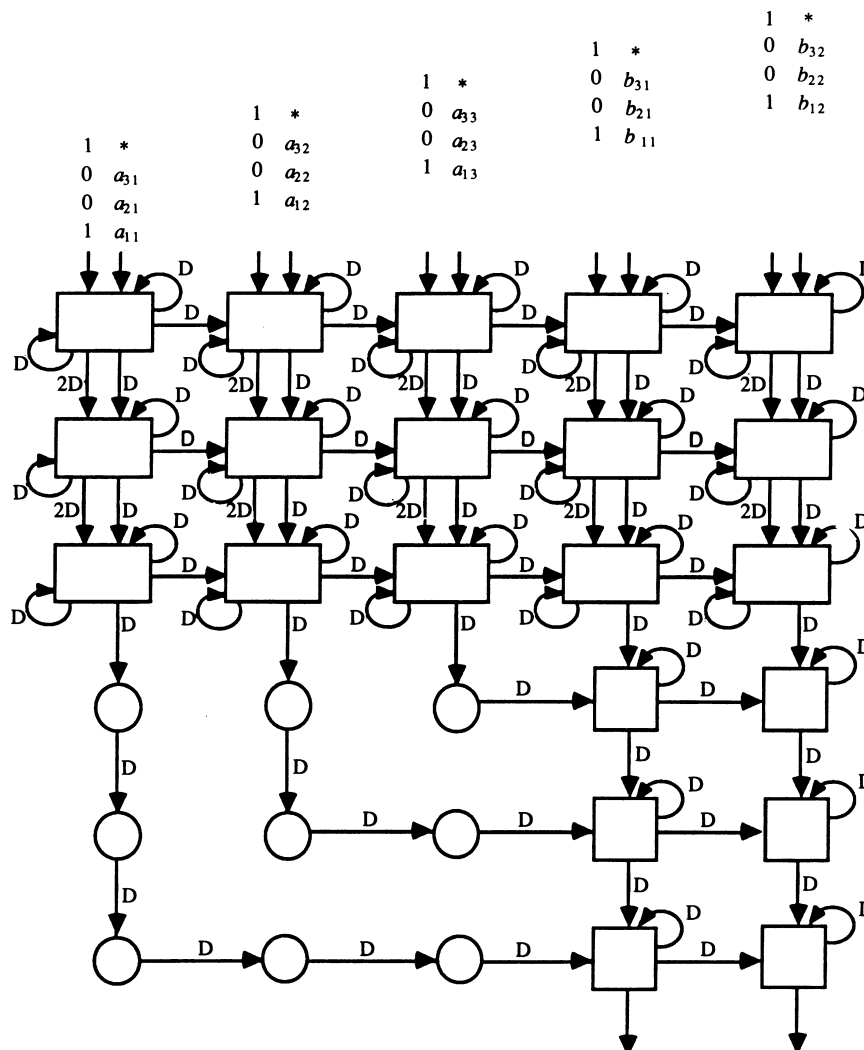 1 *
0 a₃₁
0 a₂₁
1 a₁₁
1 *
0 a₃₂
0 a₂₂
1 a₁₂
1 *
0 a₃₃
0 a₂₃
1 a₁₃
1 *
0 b₃₁
0 b₂₁
1 b₁₁
1 *
0 b₃₂
0 b₂₂
1 b₁₂
D D D D D
D D D D
D D D D D
2D D 2D D 2D D 2D D 2D D
D D D D D
D D D D
D D D D D
2D D 2D D 2D D 2D D 2D D
D D D D D
D D D D
D D D D D
D D D D D
D D
D D
D D D D
D D
D D D
D D D
D D
D D D D